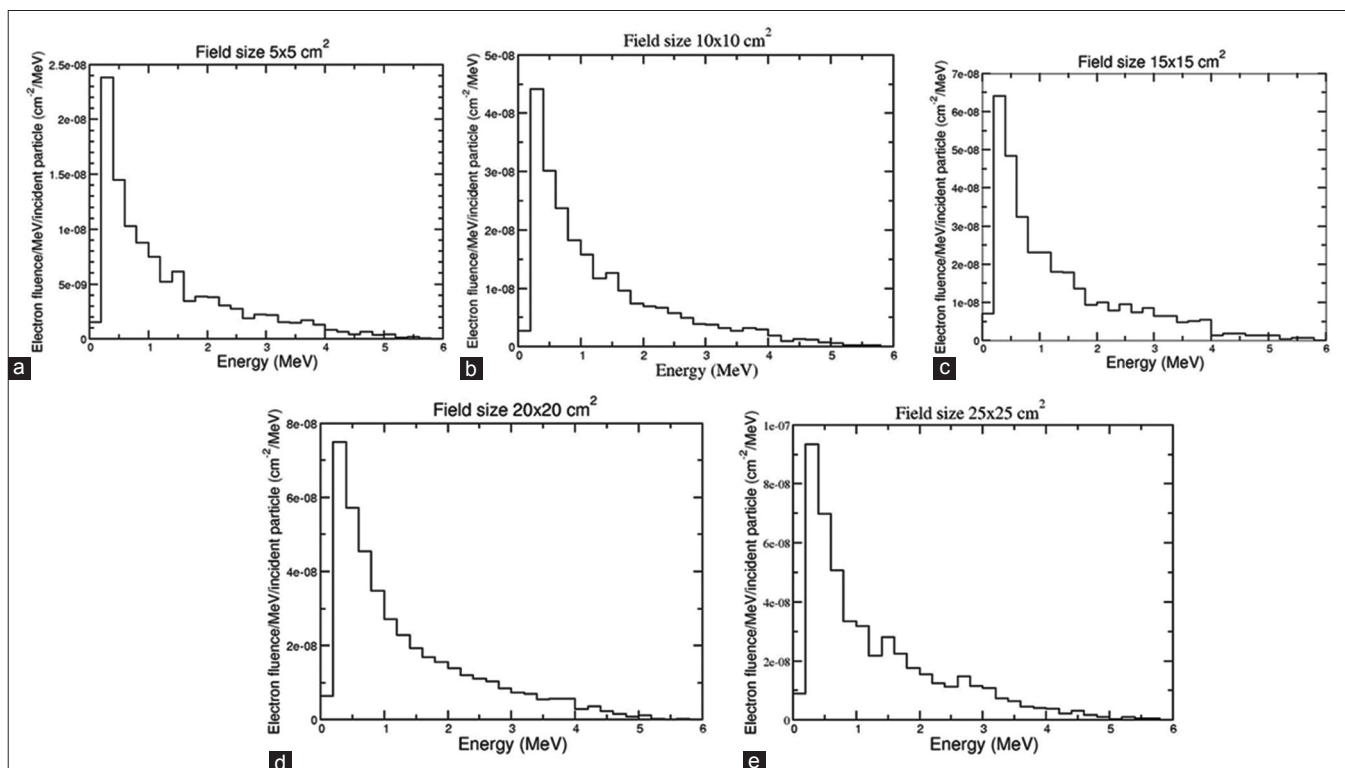 Field size 5x5 cm²
Electron fluence/MeV/incident particle (cm⁻²/MeV)
2.5e-08
2e-08
1.5e-08
1e-08
5e-09
0
0 1 2 3 4 5 6
Energy (MeV)
a
Field size 10x10 cm²
Electron fluence/MeV/incident particle (cm⁻²/MeV)
5e-08
4e-08
3e-08
2e-08
1e-08
0
0 1 2 3 4 5 6
Energy (MeV)
b
Field size 15x15 cm²
Electron fluence/MeV/incident particle (cm⁻²/MeV)
7e-08
6e-08
5e-08
4e-08
3e-08
2e-08
1e-08
0
0 1 2 3 4 5 6
Energy (MeV)
c
Field size 20x20 cm²
Electron fluence/MeV/incident particle (cm⁻²/MeV)
8e-08
6e-08
4e-08
2e-08
0
0 1 2 3 4 5 6
Energy (MeV)
d
Field size 25x25 cm²
Electron fluence/MeV/incident particle (cm⁻²/MeV)
1e-07
8e-08
6e-08
4e-08
2e-08
0
0 1 2 3 4 5 6
Energy (MeV)
e